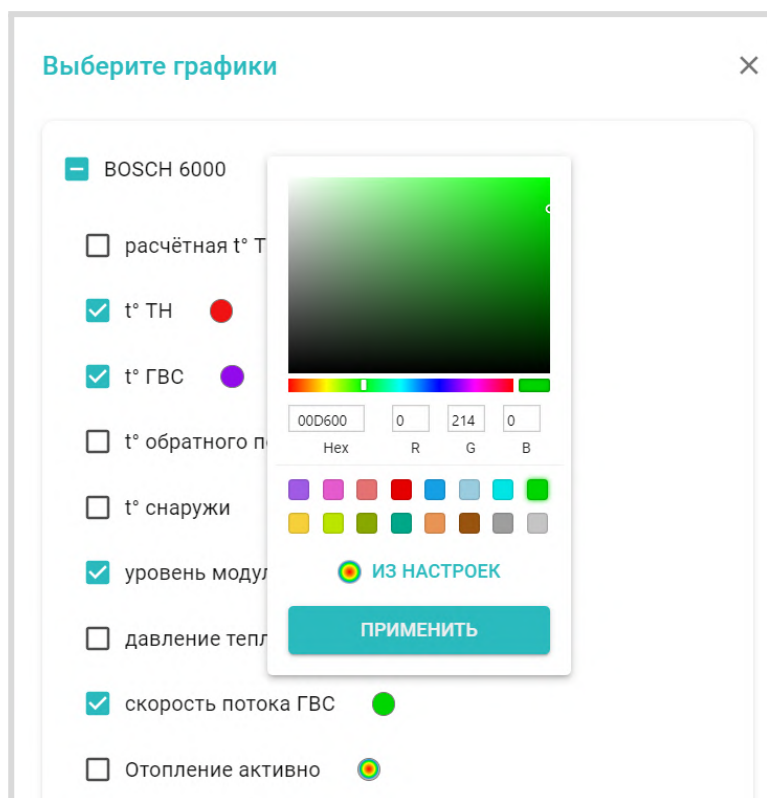 Выберите графики
BOSCH 6000
расчётная t° Т
t° ТН
t° ГВС
t° обратного п
t° снаружи
уровень модул
давление тепл
скорость потока ГВС
Отопление активно
00D600 0 214 0
Hex R G B
ИЗ НАСТРОЕК
ПРИМЕНИТЬ